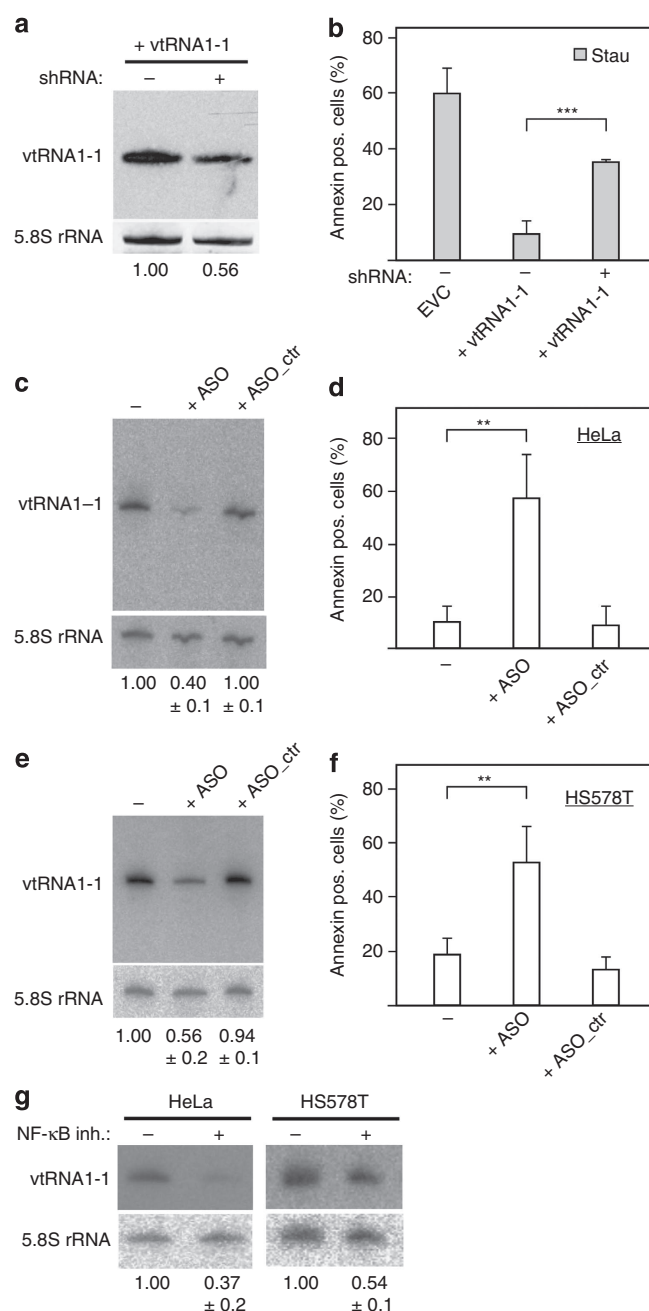 a
+ vtRNA1-1
shRNA: – +
vtRNA1-1
5.8S rRNA
1.00 0.56
b
Annexin pos. cells (%)
80
60
40
20
Stau
***
shRNA: – – +
EVC
+ vtRNA1-1
+ vtRNA1-1
c
– + ASO + ASO_ctr
vtRNA1–1
5.8S rRNA
1.00 0.40 1.00
± 0.1 ± 0.1
d
Annexin pos. cells (%)
80
60
40
20
**
HeLa
– + ASO + ASO_ctr
e
– + ASO + ASO_ctr
vtRNA1-1
5.8S rRNA
1.00 0.56 0.94
± 0.2 ± 0.1
f
Annexin pos. cells (%)
80
60
40
20
**
HS578T
– + ASO + ASO_ctr
g
HeLa HS578T
NF-κB inh.: – + – +
vtRNA1-1
5.8S rRNA
1.00 0.37 1.00 0.54
± 0.2 ± 0.1